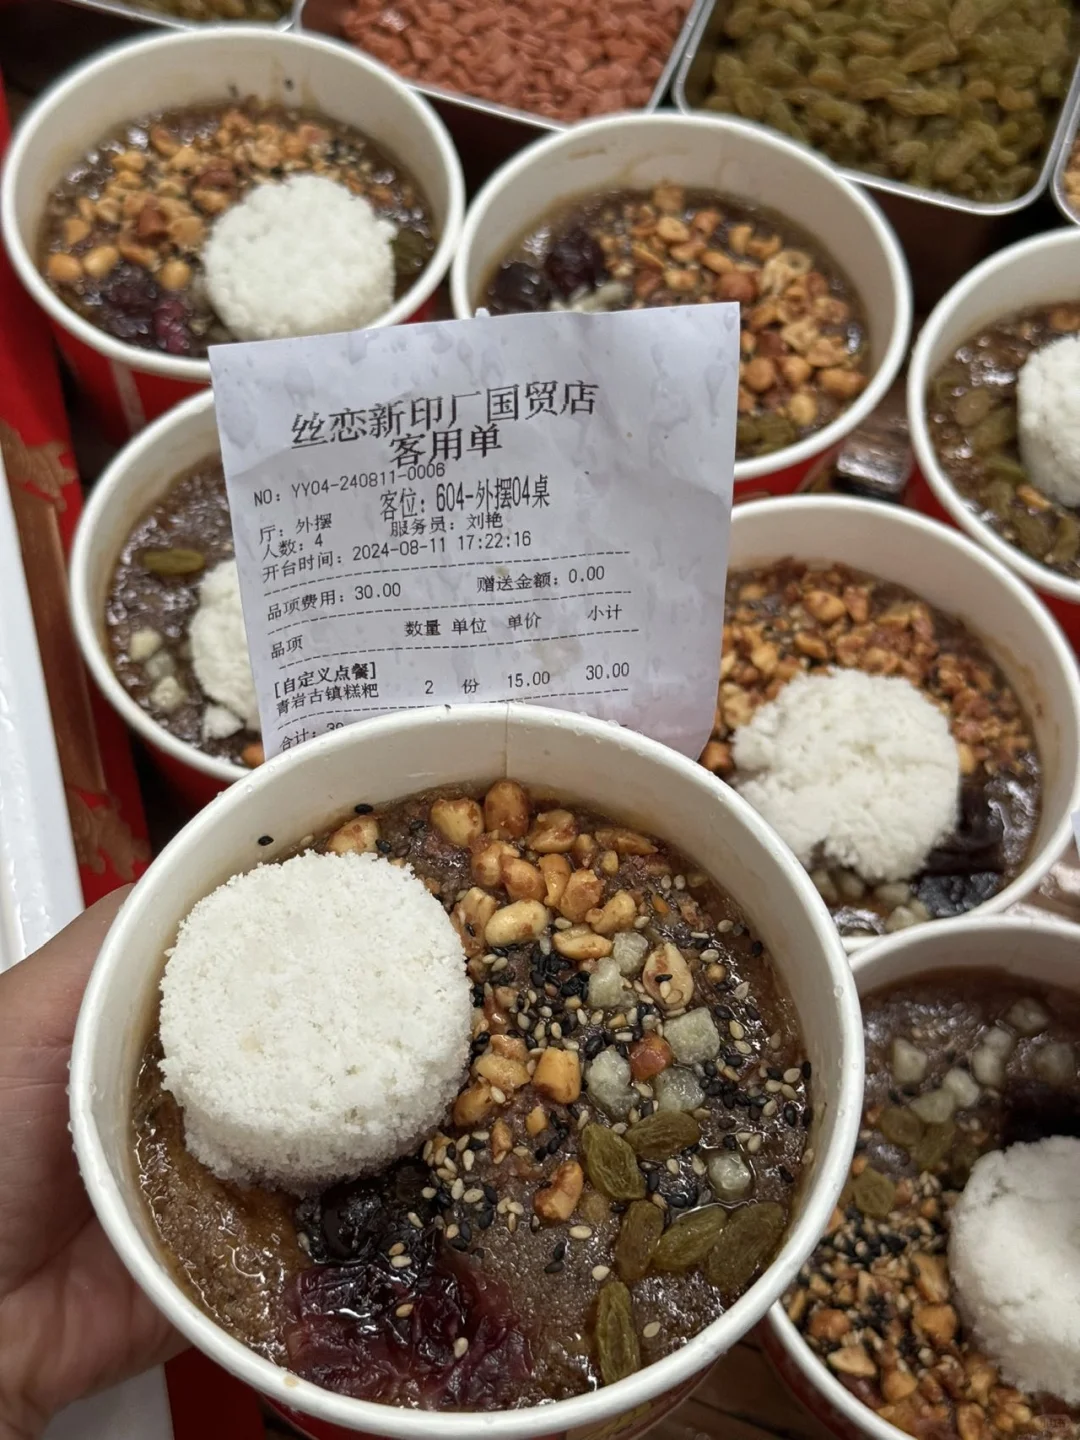 丝恋新印厂国贸店
客用单
NO: YY04-240811-0006
客位: 604-外摆04桌
厅: 外摆 服务员: 刘艳
人数: 4
开台时间: 2024-08-11 17:22:16
品项费用: 30.00 赠送金额: 0.00
品项 数量 单位 单价 小计
[自定义点餐]
青岩古镇糕粑 2 份 15.00 30.00
合计: 30